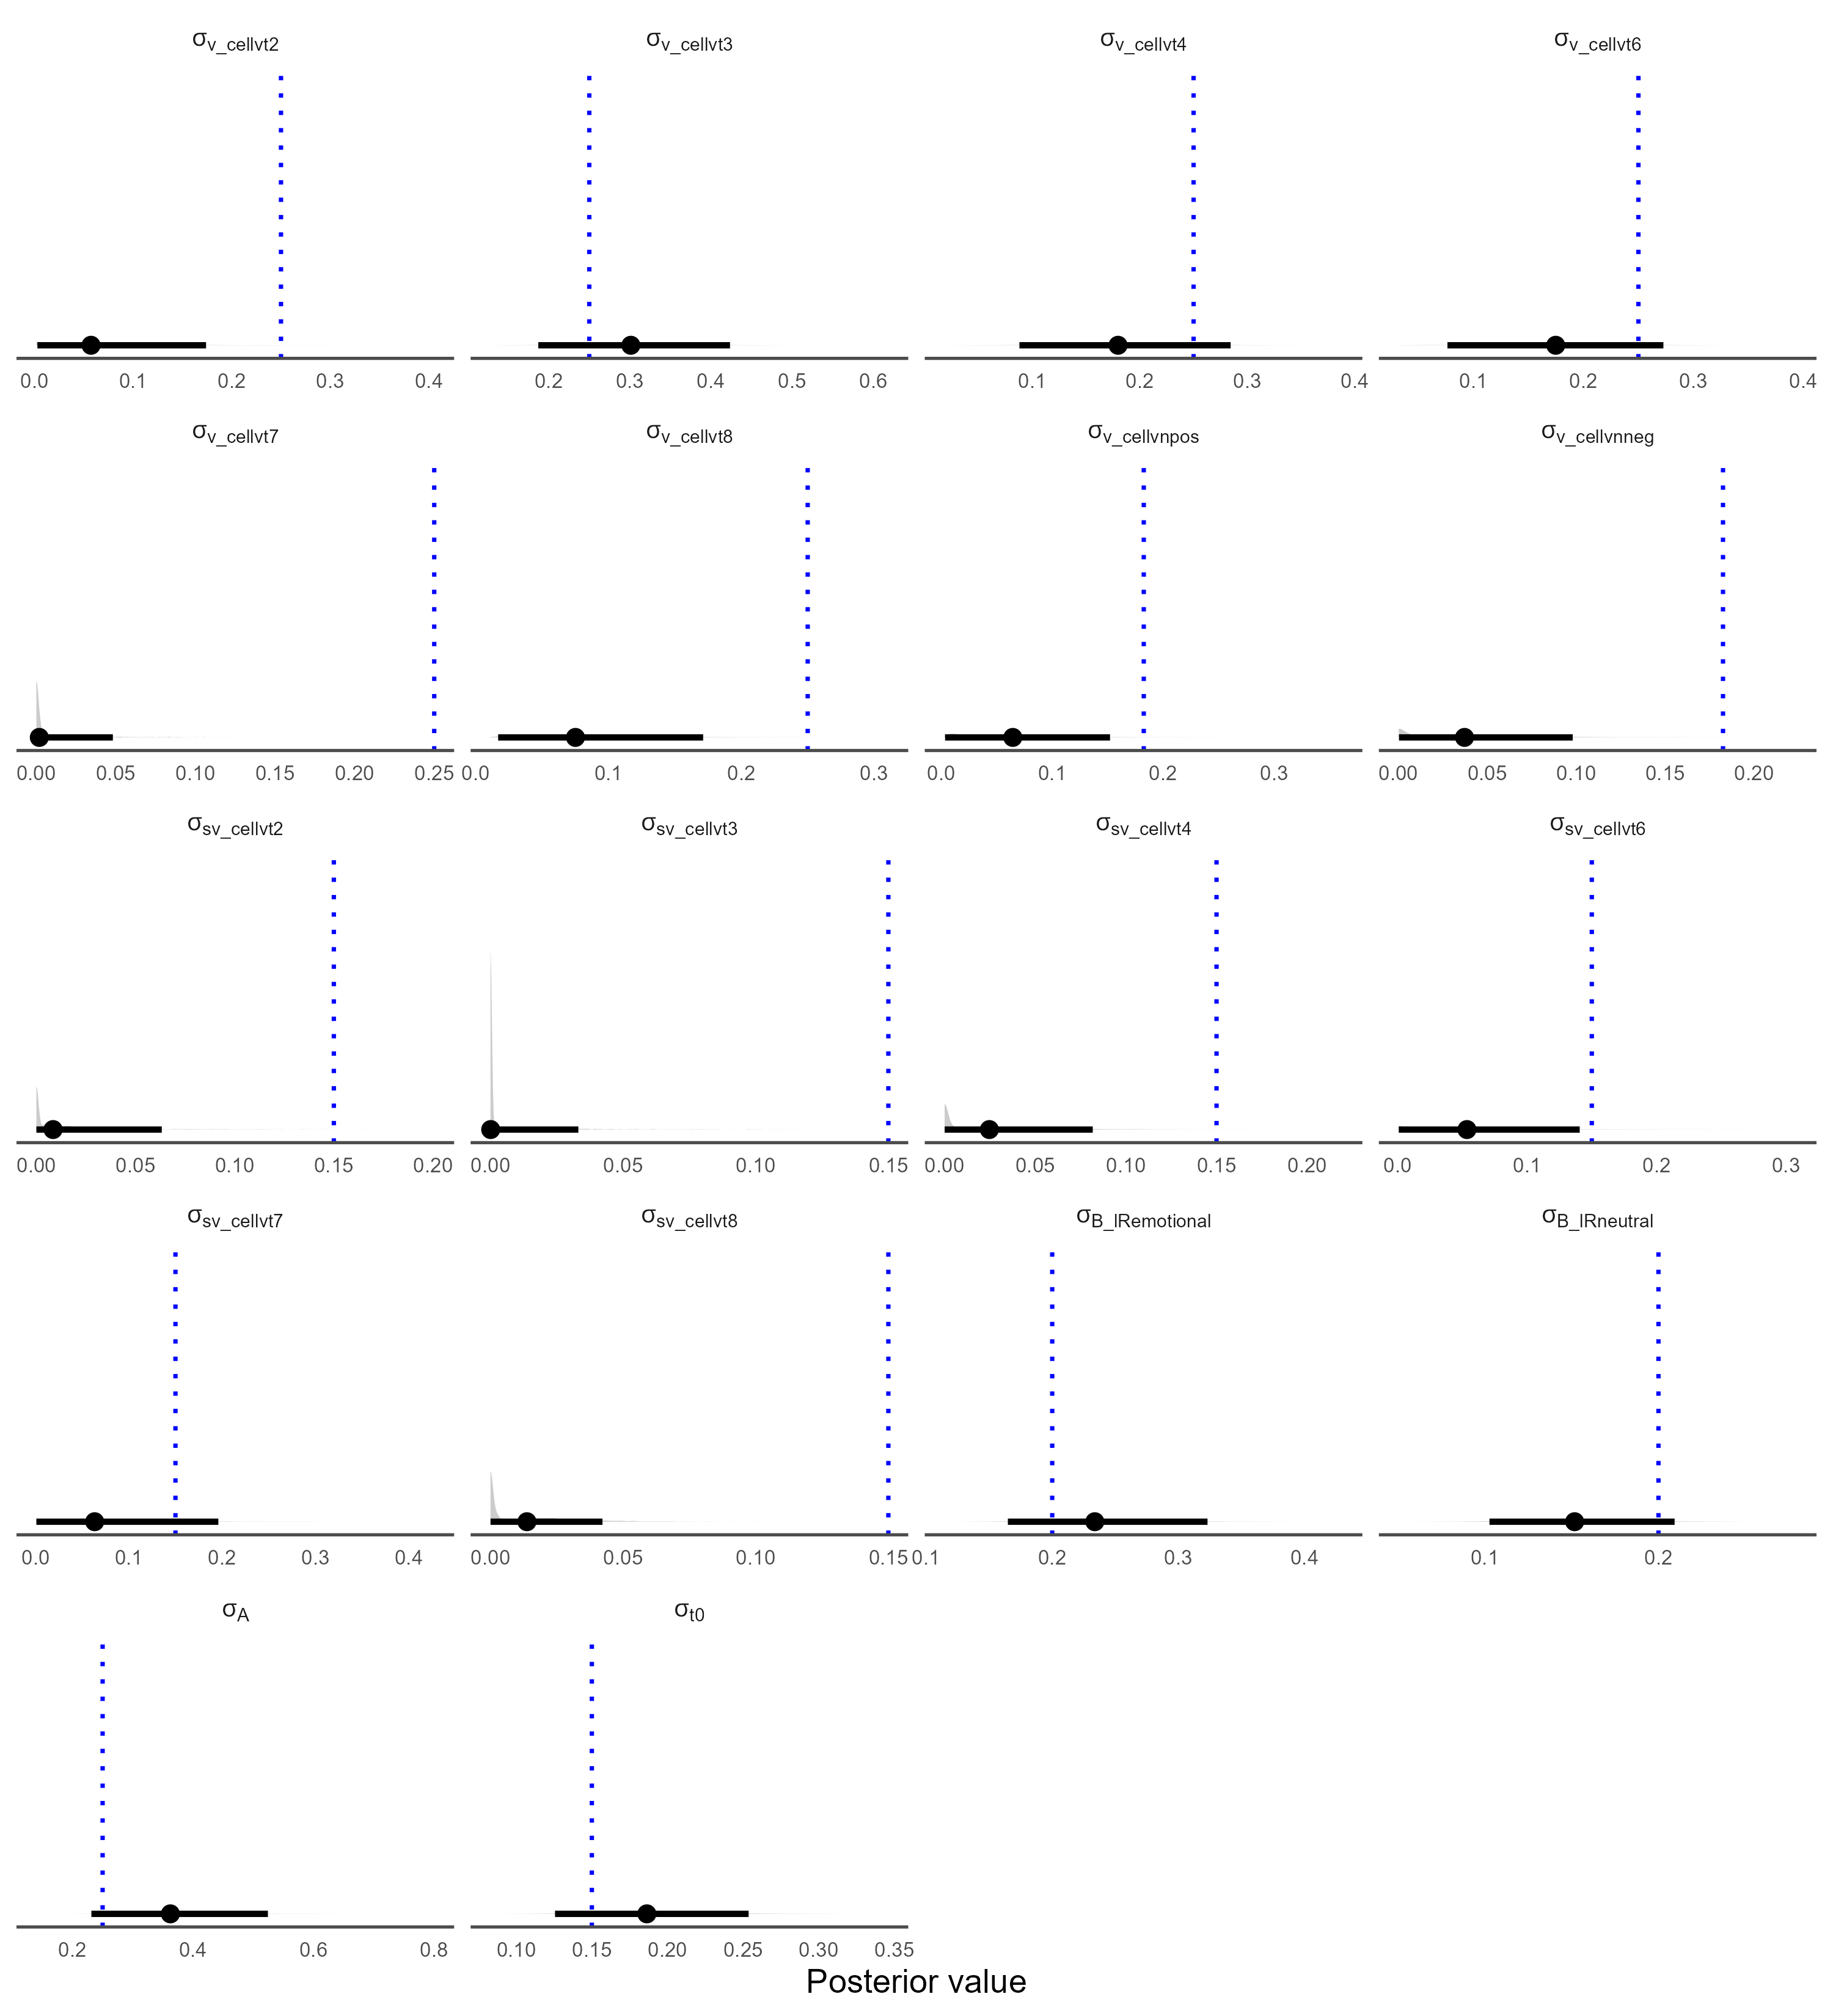 σv_cellvt2 σv_cellvt3 σv_cellvt4 σv_cellvt6
0.0 0.1 0.2 0.3 0.4 0.2 0.3 0.4 0.5 0.6 0.1 0.2 0.3 0.4 0.1 0.2 0.3 0.4
σv_cellvt7 σv_cellvt8 σv_cellvnpos σv_cellvnneg
0.00 0.05 0.10 0.15 0.20 0.25 0.0 0.1 0.2 0.3 0.0 0.1 0.2 0.3 0.00 0.05 0.10 0.15 0.20
σsv_cellvt2 σsv_cellvt3 σsv_cellvt4 σsv_cellvt6
0.00 0.05 0.10 0.15 0.20 0.00 0.05 0.10 0.15 0.00 0.05 0.10 0.15 0.20 0.0 0.1 0.2 0.3
σsv_cellvt7 σsv_cellvt8 σB_lRemotional σB_lRneutral
0.0 0.1 0.2 0.3 0.4 0.00 0.05 0.10 0.15 0.1 0.2 0.3 0.4 0.1 0.2
σA σt0
0.2 0.4 0.6 0.8 0.10 0.15 0.20 0.25 0.30 0.35
Posterior value